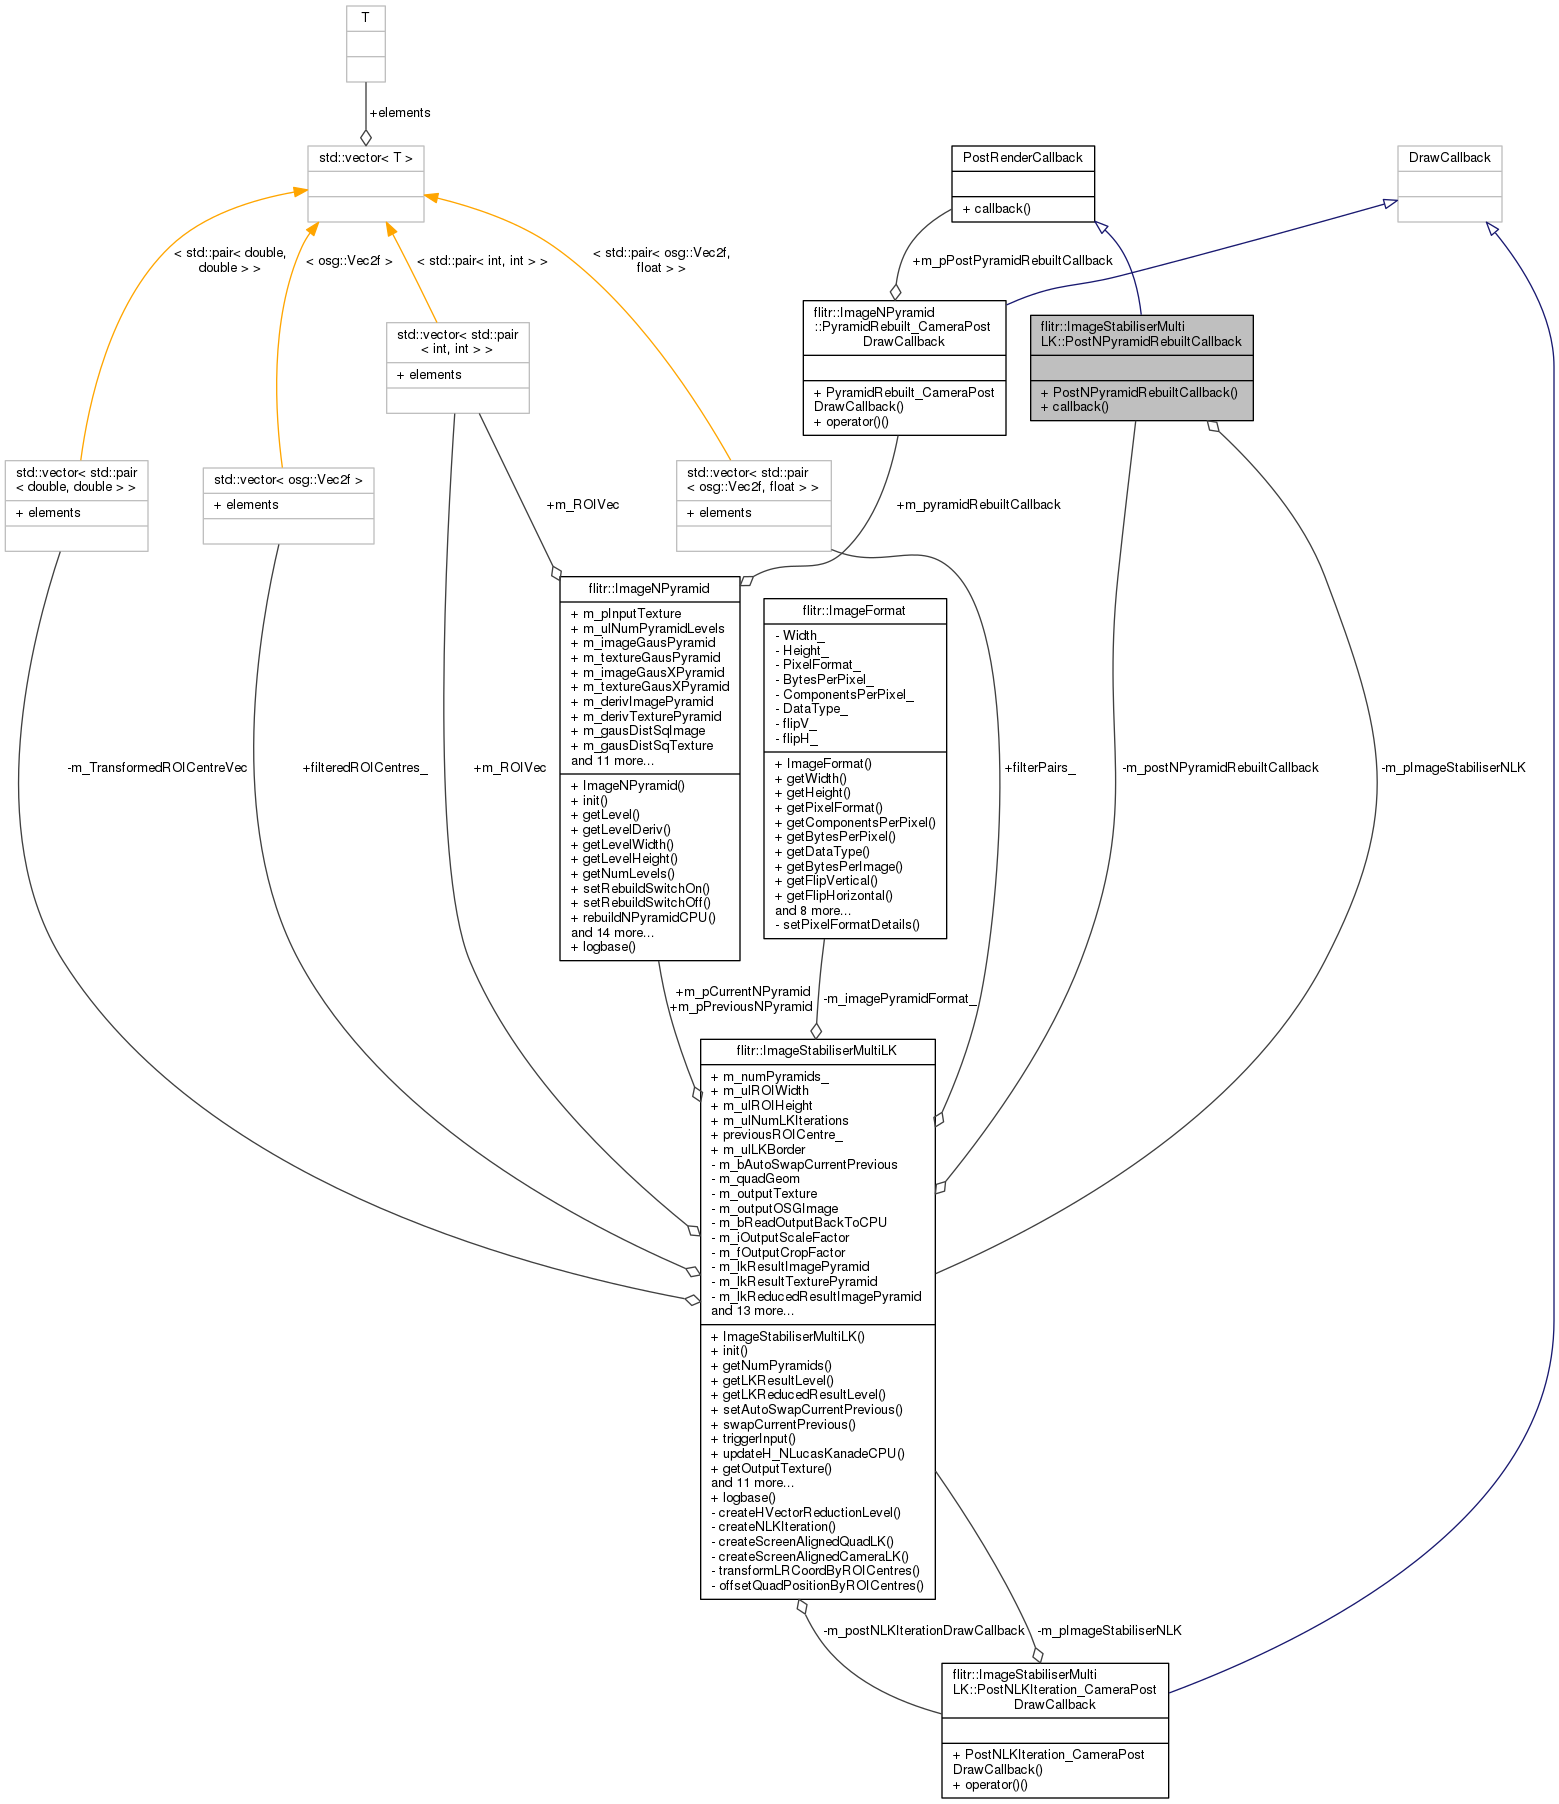 T
+elements
std::vector< T >
PostRenderCallback
+ callback()
DrawCallback
< std::pair< double,
double > >
< osg::Vec2f >
< std::pair< int, int > >
< std::pair< osg::Vec2f,
float > >
+m_pPostPyramidRebuiltCallback
std::vector< std::pair
< int, int > >
+ elements
flitr::ImageNPyramid
::PyramidRebuilt_CameraPost
DrawCallback
+ PyramidRebuilt_CameraPost
DrawCallback()
+ operator()()
flitr::ImageStabiliserMulti
LK::PostNPyramidRebuiltCallback
+ PostNPyramidRebuiltCallback()
+ callback()
std::vector< std::pair
< double, double > >
+ elements
std::vector< osg::Vec2f >
+ elements
std::vector< std::pair
< osg::Vec2f, float > >
+ elements
+m_ROIVec
+m_pyramidRebuiltCallback
flitr::ImageNPyramid
+ m_pInputTexture
+ m_ulNumPyramidLevels
+ m_imageGausPyramid
+ m_textureGausPyramid
+ m_imageGausXPyramid
+ m_textureGausXPyramid
+ m_derivImagePyramid
+ m_derivTexturePyramid
+ m_gausDistSqImage
+ m_gausDistSqTexture
and 11 more...
+ ImageNPyramid()
+ init()
+ getLevel()
+ getLevelDeriv()
+ getLevelWidth()
+ getLevelHeight()
+ getNumLevels()
+ setRebuildSwitchOn()
+ setRebuildSwitchOff()
+ rebuildNPyramidCPU()
and 14 more...
+ logbase()
flitr::ImageFormat
- Width_
- Height_
- PixelFormat_
- BytesPerPixel_
- ComponentsPerPixel_
- DataType_
- flipV_
- flipH_
+ ImageFormat()
+ getWidth()
+ getHeight()
+ getPixelFormat()
+ getComponentsPerPixel()
+ getBytesPerPixel()
+ getDataType()
+ getBytesPerImage()
+ getFlipVertical()
+ getFlipHorizontal()
and 8 more...
- setPixelFormatDetails()
-m_TransformedROICentreVec
+filteredROICentres_
+m_ROIVec
+filterPairs_
-m_postNPyramidRebuiltCallback
-m_pImageStabiliserNLK
+m_pCurrentNPyramid
+m_pPreviousNPyramid
-m_imagePyramidFormat_
flitr::ImageStabiliserMultiLK
+ m_numPyramids_
+ m_ulROIWidth
+ m_ulROIHeight
+ m_ulNumLKIterations
+ previousROICentre_
+ m_ulLKBorder
- m_bAutoSwapCurrentPrevious
- m_quadGeom
- m_outputTexture
- m_outputOSGImage
- m_bReadOutputBackToCPU
- m_iOutputScaleFactor
- m_fOutputCropFactor
- m_lkResultImagePyramid
- m_lkResultTexturePyramid
- m_lkReducedResultImagePyramid
and 13 more...
+ ImageStabiliserMultiLK()
+ init()
+ getNumPyramids()
+ getLKResultLevel()
+ getLKReducedResultLevel()
+ setAutoSwapCurrentPrevious()
+ swapCurrentPrevious()
+ triggerInput()
+ updateH_NLucasKanadeCPU()
+ getOutputTexture()
and 11 more...
+ logbase()
- createHVectorReductionLevel()
- createNLKIteration()
- createScreenAlignedQuadLK()
- createScreenAlignedCameraLK()
- transformLRCoordByROICentres()
- offsetQuadPositionByROICentres()
-m_postNLKIterationDrawCallback
-m_pImageStabiliserNLK
flitr::ImageStabiliserMulti
LK::PostNLKIteration_CameraPost
DrawCallback
+ PostNLKIteration_CameraPost
DrawCallback()
+ operator()()